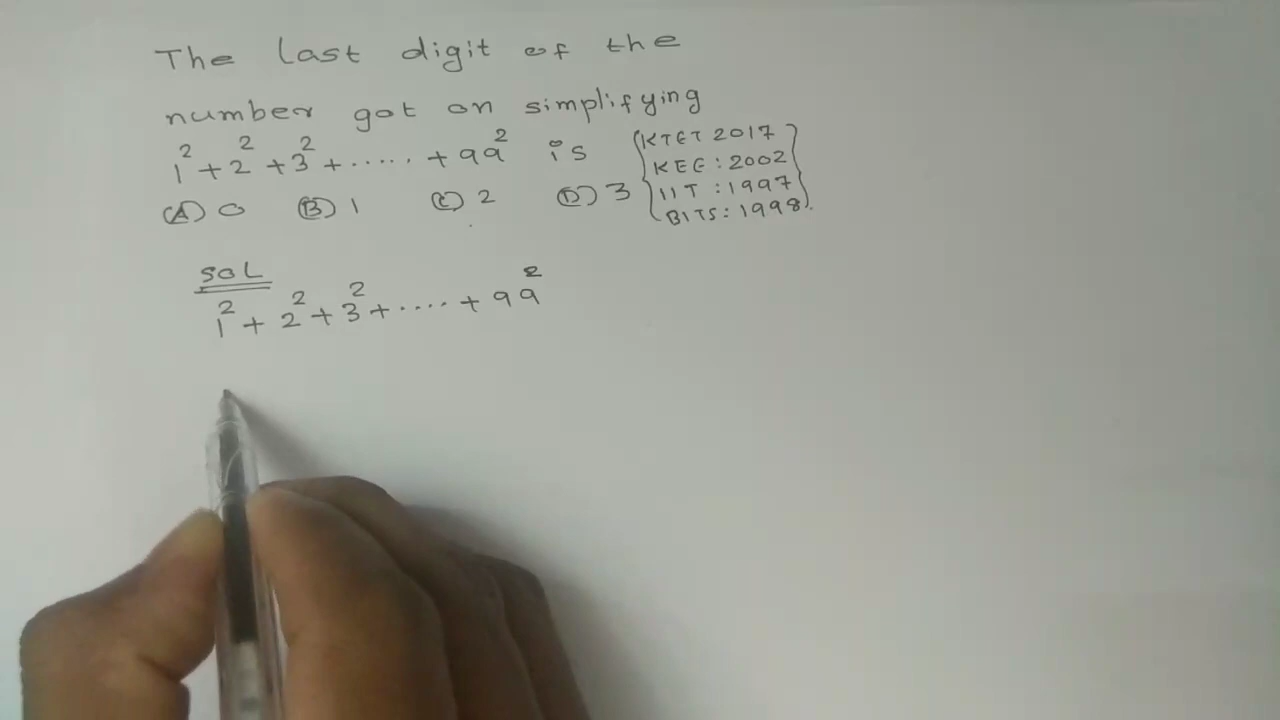 The last digit of the
number got on simplifying
1² + 2² + 3² + ..... + 99² is
(A) 0 (B) 1 (C) 2 (D) 3
{KTET 2017
KEE : 2002
IIT : 1997
BITS : 1998}.
SOL
1² + 2² + 3² + .... + 99²